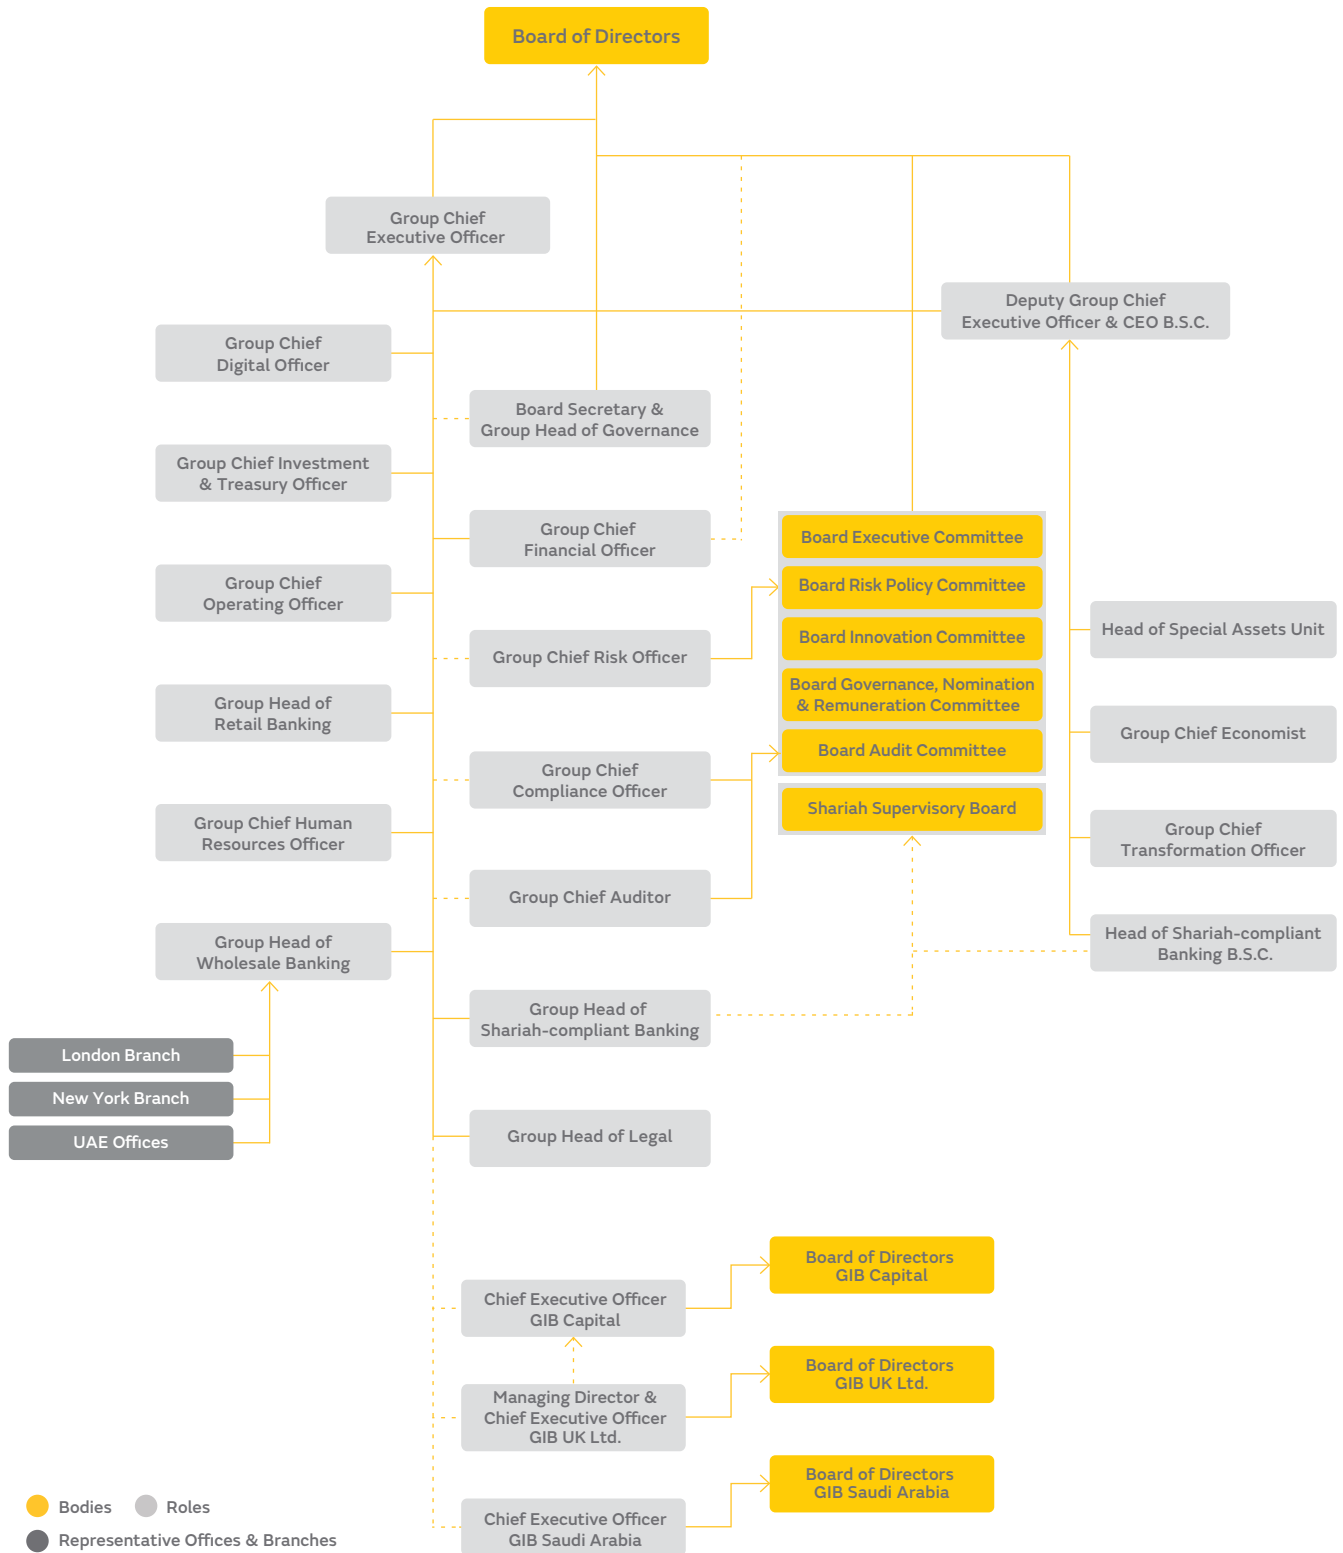 Board of Directors
Group Chief
Executive Officer
Deputy Group Chief
Executive Officer & CEO B.S.C.
Group Chief
Digital Officer
Board Secretary &
Group Head of Governance
Group Chief Investment
& Treasury Officer
Group Chief
Financial Officer
Board Executive Committee
Group Chief
Operating Officer
Board Risk Policy Committee
Board Innovation Committee
Head of Special Assets Unit
Group Chief Risk Officer
Group Head of
Retail Banking
Board Governance, Nomination
& Remuneration Committee
Group Chief Economist
Board Audit Committee
Group Chief
Compliance Officer
Shariah Supervisory Board
Group Chief Human
Resources Officer
Group Chief
Transformation Officer
Group Chief Auditor
Group Head of
Wholesale Banking
Head of Shariah-compliant
Banking B.S.C.
Group Head of
Shariah-compliant Banking
London Branch
New York Branch
UAE Offices
Group Head of Legal
Board of Directors
GIB Capital
Chief Executive Officer
GIB Capital
Board of Directors
GIB UK Ltd.
Managing Director &
Chief Executive Officer
GIB UK Ltd.
Board of Directors
GIB Saudi Arabia
Chief Executive Officer
GIB Saudi Arabia
Bodies
Roles
Representative Offices & Branches